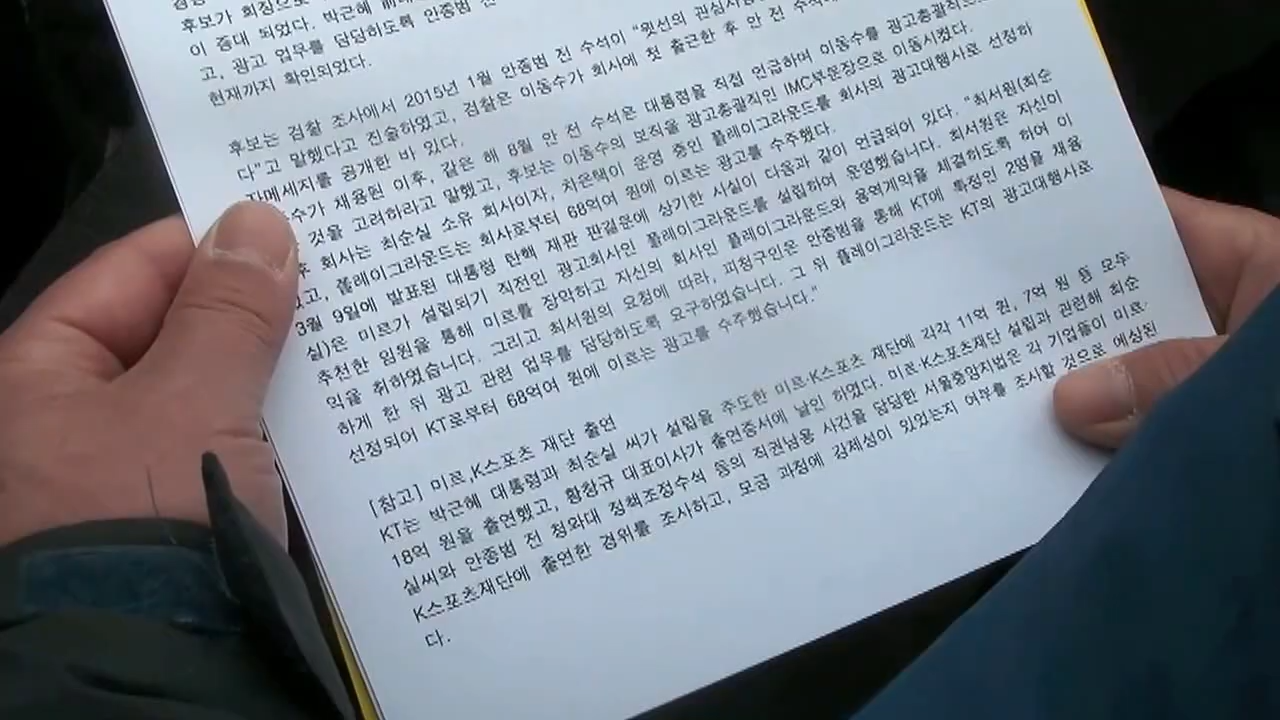 후보가 회장으로
이 증대 되었다. 박근혜 前대
고, 광고 업무를 담당하도록 안종범 전
현재까지 확인되었다.
후보는 검찰 조사에서 2015년 1월 안종범 전 수석이 "윗선의 관심사항
다"고 말했다고 진술하였고, 검찰은 이동수가 회사에 첫 출근한 후 안 전 수석에
자메세지를 공개한 바 있다.
수가 채용된 이후, 같은 해 8월 안 전 수석은 대통령을 직접 언급하며 이동수를 광고총괄직으
것을 고려하라고 말했고, 후보는 이동수의 보직을 광고총괄직인 IMC부문장으로 이동시켰다.
후 회사는 최순실 소유 회사이자, 차은택이 운영 중인 플레이그라운드를 회사의 광고대행사로 선정하
고, 플레이그라운드는 회사로부터 68억여 원에 이르는 광고를 수주했다.
3월 9일에 발표된 대통령 탄핵 재판 판결문에 상기한 사실이 다음과 같이 언급되어 있다. "최서원(최순
실)은 미르가 설립되기 직전인 광고회사인 플레이그라운드를 설립하여 운영했습니다. 최서원은 자신이
추천한 임원을 통해 미르를 장악하고 자신의 회사인 플레이그라운드와 용역계약을 체결하도록 하여 이
익을 취하였습니다. 그리고 최서원의 요청에 따라, 피청구인은 안종범을 통해 KT에 특정인 2명을 채용
하게 한 뒤 광고 관련 업무를 담당하도록 요구하였습니다. 그 뒤 플레이그라운드는 KT의 광고대행사로
선정되어 KT로부터 68억여 원에 이르는 광고를 수주했습니다."
[참고] 미르,K스포츠 재단 출연
KT는 박근혜 대통령과 최순실 씨가 설립을 주도한 미르·K스포츠 재단에 각각 11억 원, 7억 원 등 모두
18억 원을 출연했고, 황창규 대표이사가 출연증서에 날인 하였다. 미르·K스포츠재단 설립과 관련해 최순
실씨와 안종범 전 청와대 정책조정수석 등의 직권남용 사건을 담당한 서울중앙지법은 각 기업들이 미르·
K스포츠재단에 출연한 경위를 조사하고, 모금 과정에 강제성이 있었는지 여부를 조사할 것으로 예상된
다.